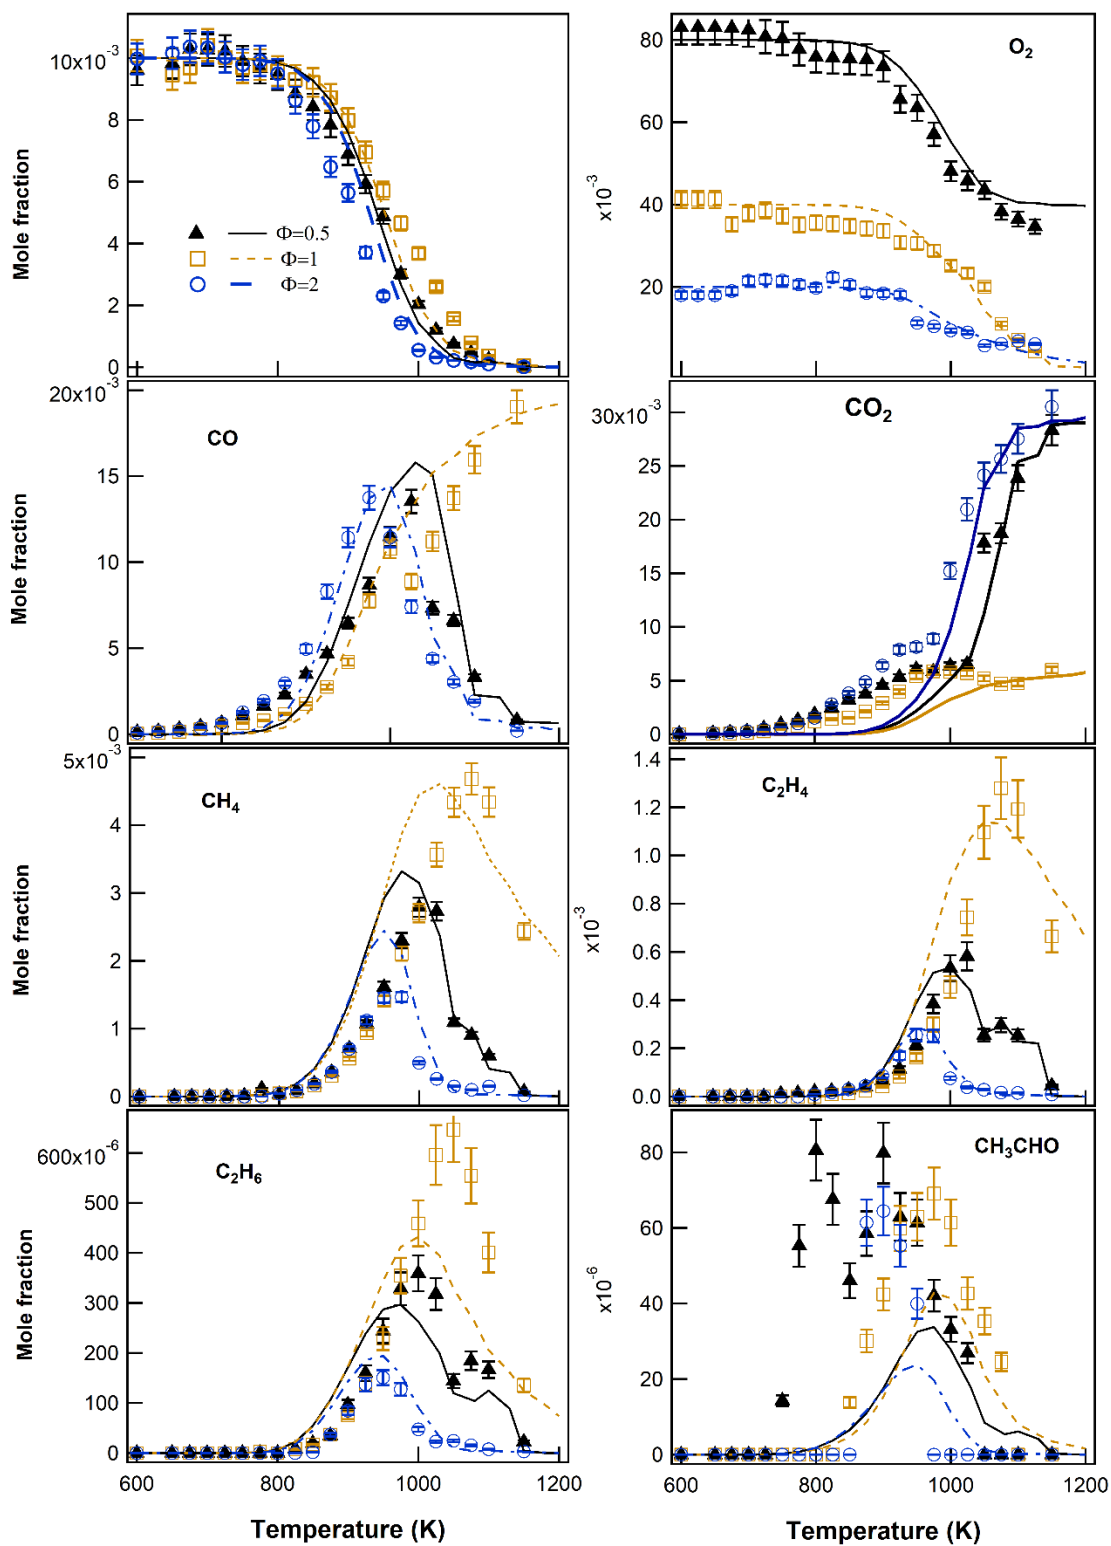 10x10⁻³
8
6
4
2
0
Mole fraction
Φ=0.5
Φ=1
Φ=2
80
60
40
20
x10⁻³
O₂
20x10⁻³
15
10
5
0
Mole fraction
CO
30x10⁻³
25
20
15
10
5
0
CO₂
5x10⁻³
4
3
2
1
0
Mole fraction
CH₄
1.4
1.2
1.0
0.8
0.6
0.4
0.2
0.0
x10⁻³
C₂H₄
600x10⁻⁶
500
400
300
200
100
0
Mole fraction
C₂H₆
600 800 1000 1200
Temperature (K)
80
60
40
20
0
x10⁻⁶
CH₃CHO
600 800 1000 1200
Temperature (K)